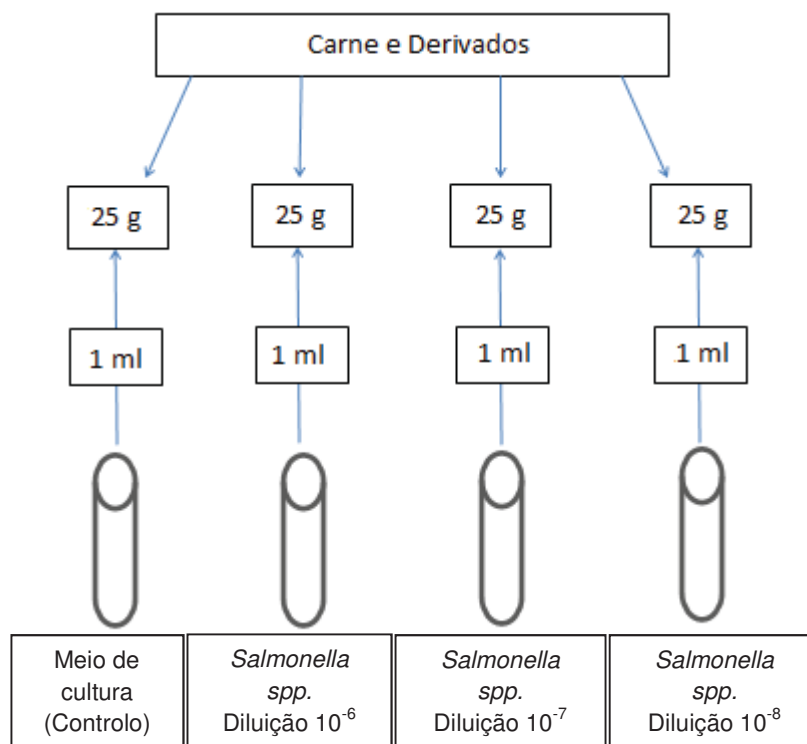 Carne e Derivados
25 g
25 g
25 g
25 g
1 ml
1 ml
1 ml
1 ml
Meio de
cultura
(Controlo)
Salmonella
spp.
Diluição 10⁻⁶
Salmonella
spp.
Diluição 10⁻⁷
Salmonella
spp.
Diluição 10⁻⁸